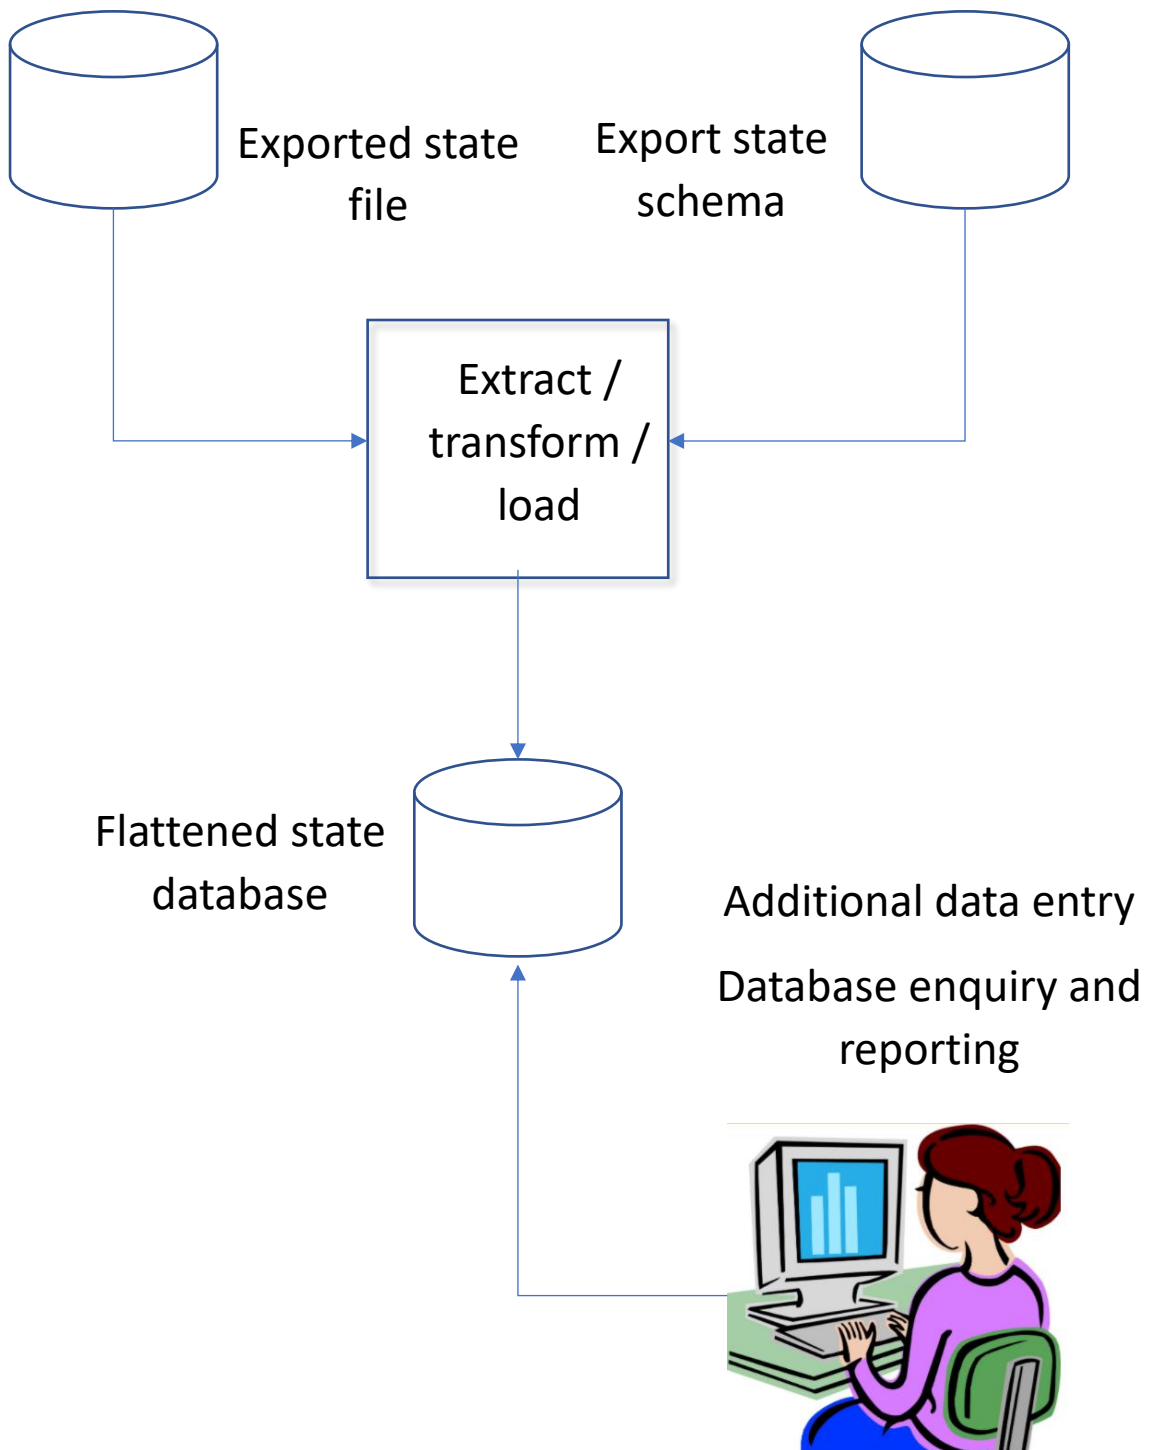 Exported state
file
Export state
schema
Extract /
transform /
load
Flattened state
database
Additional data entry
Database enquiry and
reporting